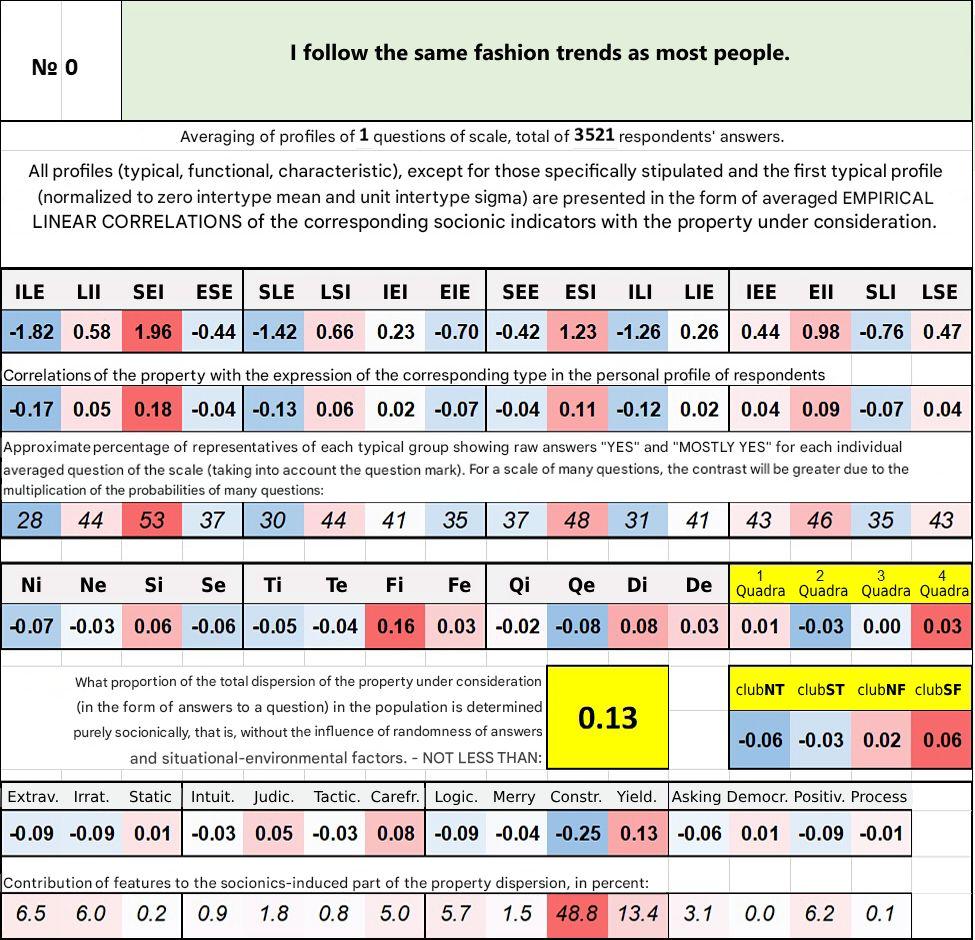 № 0
I follow the same fashion trends as most people.
Averaging of profiles of 1 questions of scale, total of 3521 respondents' answers.
All profiles (typical, functional, characteristic), except for those specifically stipulated and the first typical profile
(normalized to zero intertype mean and unit intertype sigma) are presented in the form of averaged EMPIRICAL
LINEAR CORRELATIONS of the corresponding socionic indicators with the property under consideration.
ILE LII SEI ESE SLE LSI IEI EIE SEE ESI ILI LIE IEE EII SLI LSE
-1.82 0.58 1.96 -0.44 -1.42 0.66 0.23 -0.70 -0.42 1.23 -1.26 0.26 0.44 0.98 -0.76 0.47
Correlations of the property with the expression of the corresponding type in the personal profile of respondents
-0.17 0.05 0.18 -0.04 -0.13 0.06 0.02 -0.07 -0.04 0.11 -0.12 0.02 0.04 0.09 -0.07 0.04
Approximate percentage of representatives of each typical group showing raw answers "YES" and "MOSTLY YES" for each individual
averaged question of the scale (taking into account the question mark). For a scale of many questions, the contrast will be greater due to the
multiplication of the probabilities of many questions:
28 44 53 37 30 44 41 35 37 48 31 41 43 46 35 43
Ni Ne Si Se Ti Te Fi Fe Qi Qe Di De 1 Quadra 2 Quadra 3 Quadra 4 Quadra
-0.07 -0.03 0.06 -0.06 -0.05 -0.04 0.16 0.03 -0.02 -0.08 0.08 0.03 0.01 -0.03 0.00 0.03
What proportion of the total dispersion of the property under consideration
(in the form of answers to a question) in the population is determined
purely socionically, that is, without the influence of randomness of answers
and situational-environmental factors. - NOT LESS THAN:
0.13
clubNT clubST clubNF clubSF
-0.06 -0.03 0.02 0.06
Extrav. Irrat. Static Intuit. Judic. Tactic. Carefr. Logic. Merry Constr. Yield. Asking Democr. Positiv. Process
-0.09 -0.09 0.01 -0.03 0.05 -0.03 0.08 -0.09 -0.04 -0.25 0.13 -0.06 0.01 -0.09 -0.01
Contribution of features to the socionics-induced part of the property dispersion, in percent:
6.5 6.0 0.2 0.9 1.8 0.8 5.0 5.7 1.5 48.8 13.4 3.1 0.0 6.2 0.1